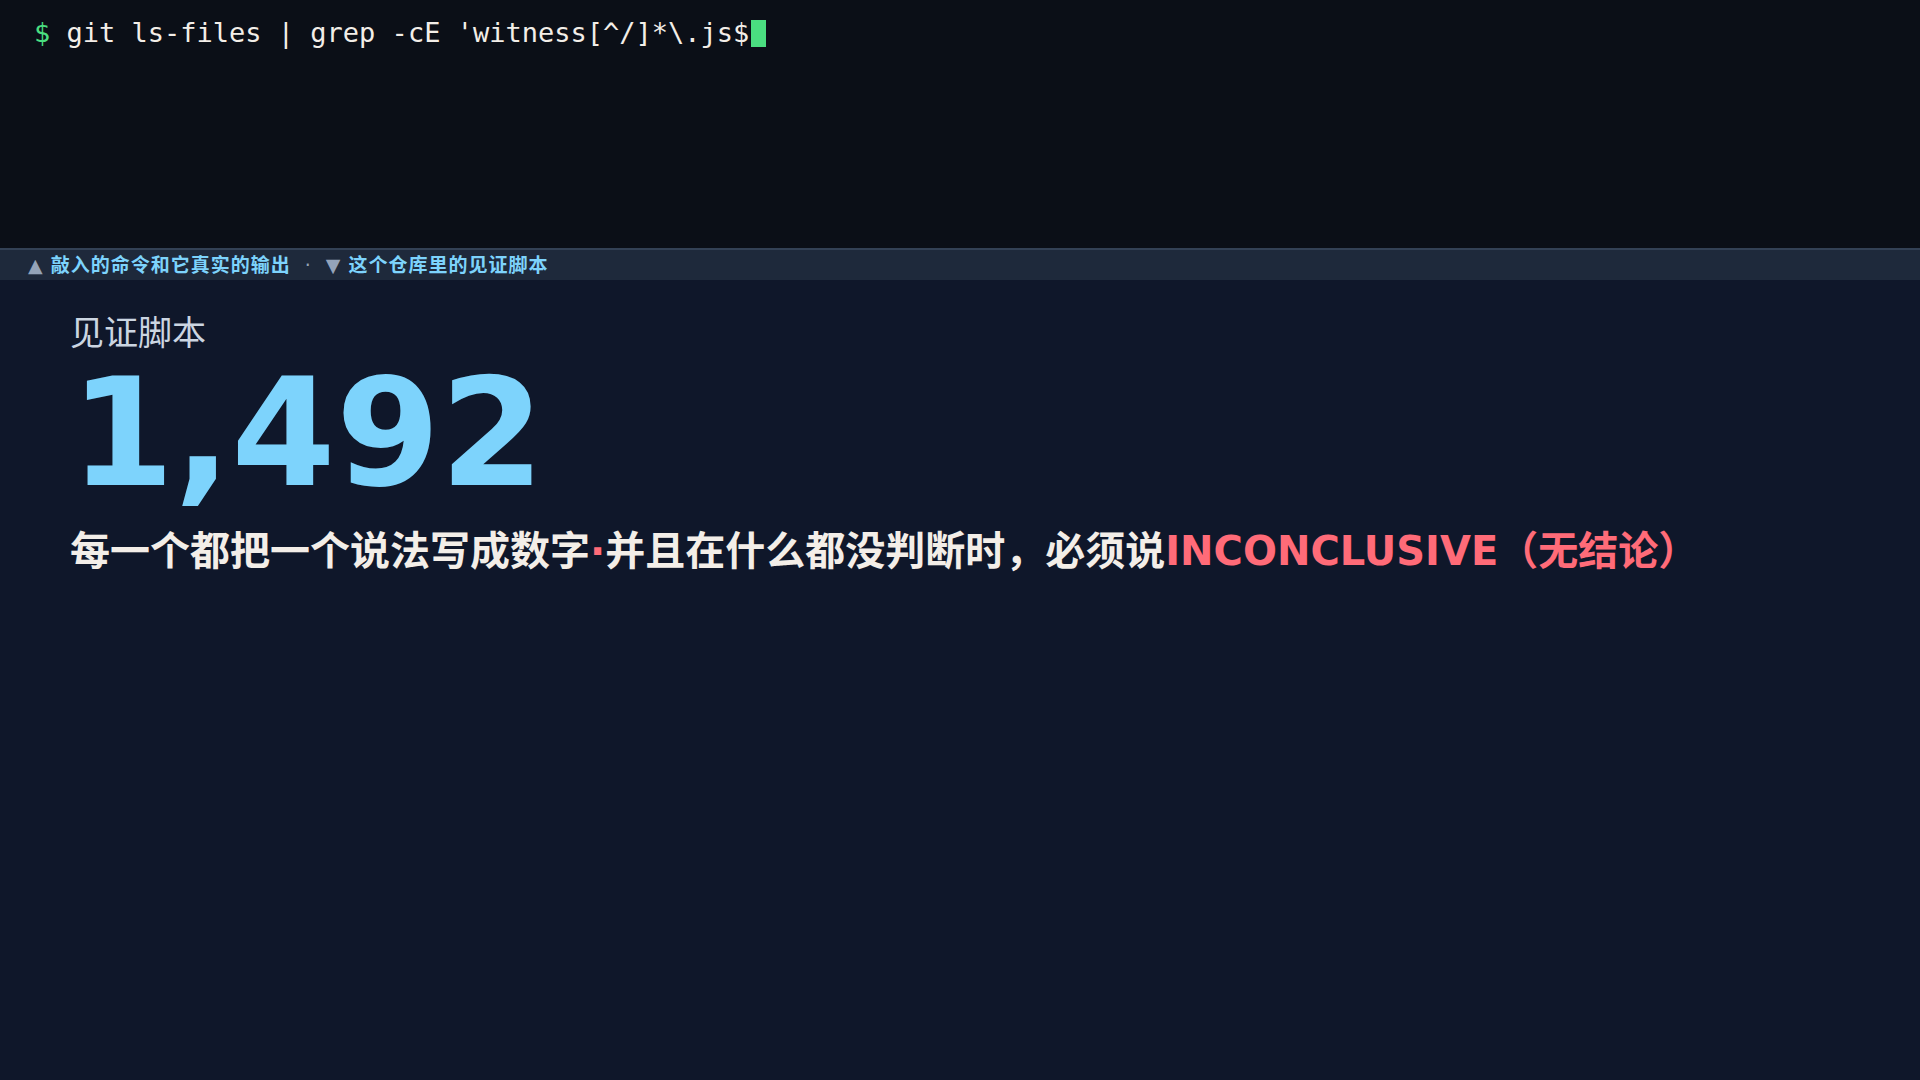 $ git ls-files | grep -cE 'witness[^/]*\.js$
▲ 敲入的命令和它真实的输出 · ▼ 这个仓库里的见证脚本
见证脚本
1,492
每一个都把一个说法写成数字·并且在什么都没判断时，必须说INCONCLUSIVE（无结论）